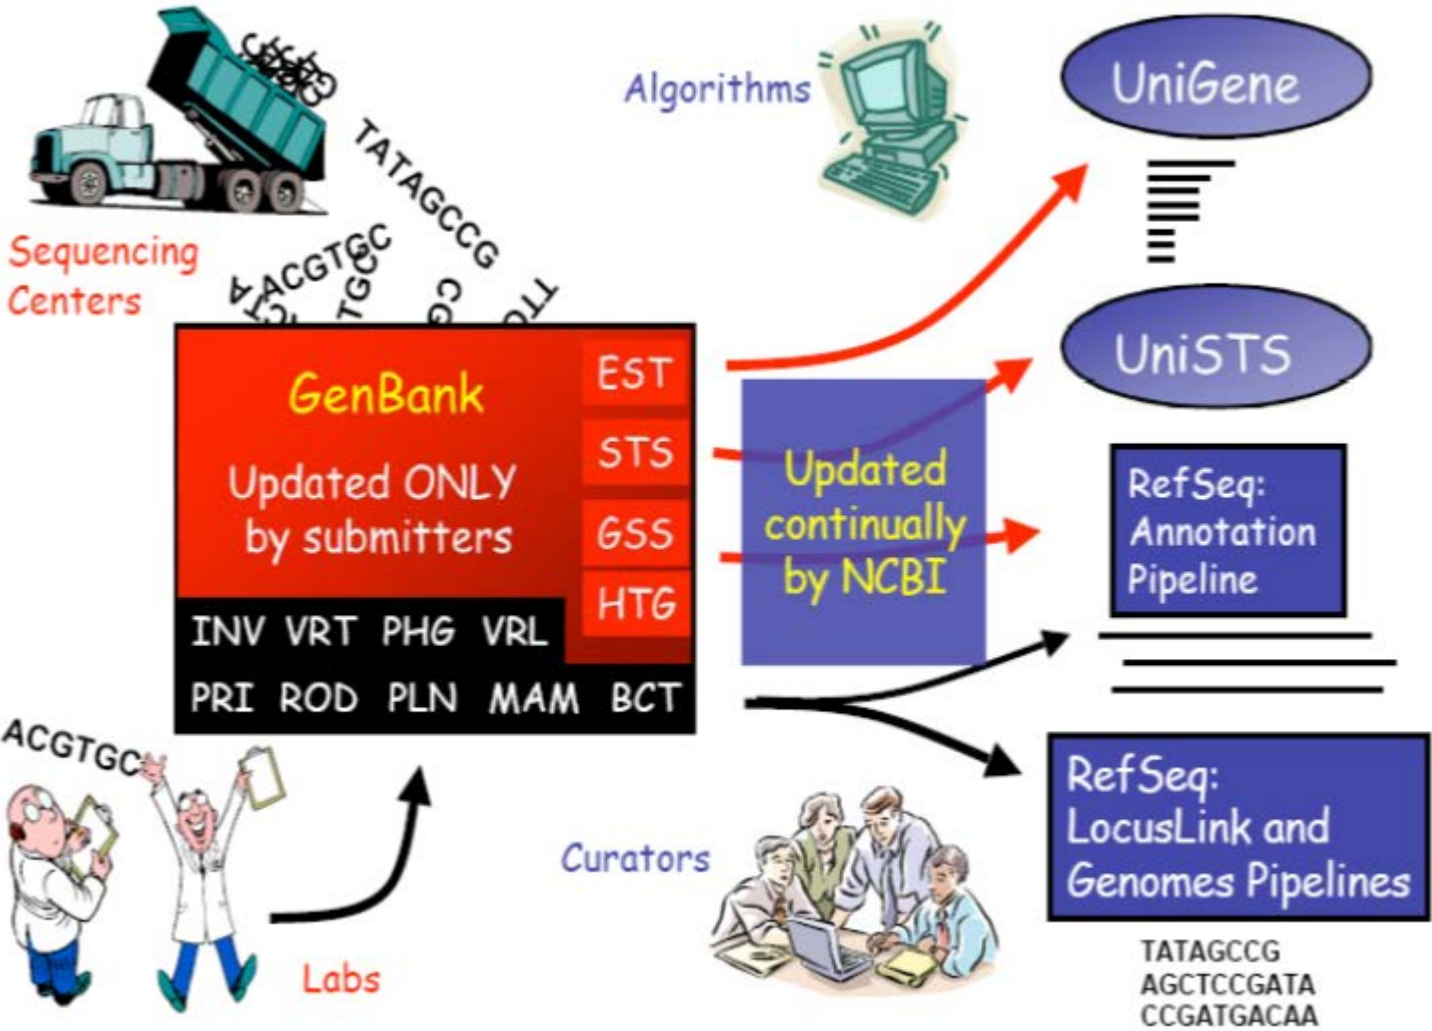 Algorithms
UniGene
TATAGCCG
Sequencing
Centers
ACGTGC
UniSTS
GenBank
EST
Updated ONLY
by submitters
STS
GSS
HTG
Updated
continually
by NCBI
RefSeq:
Annotation
Pipeline
INV VRT PHG VRL
PRI ROD PLN MAM BCT
ACGTGC
RefSeq:
LocusLink and
Genomes Pipelines
Curators
Labs
TATAGCCG
AGCTCCGATA
CCGATGACAA